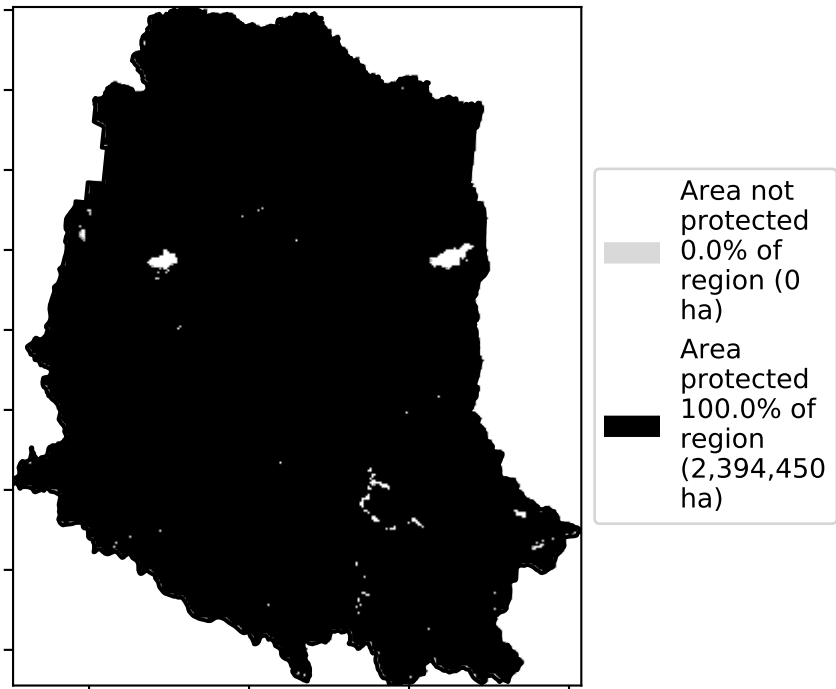 Area not
protected
0.0% of
region (0
ha)
Area
protected
100.0% of
region
(2,394,450
ha)